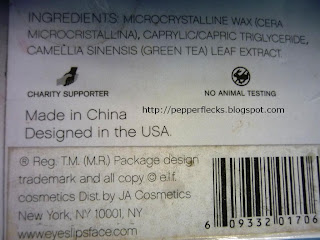 INGREDIENTS: MICROCRYSTALLINE WAX (CERA
MICROCRISTALLINA), CAPRYLIC/CAPRIC TRIGLYCERIDE,
CAMELLIA SINENSIS (GREEN TEA) LEAF EXTRACT.
CHARITY SUPPORTER
NO ANIMAL TESTING
http://pepperflecks.blogspot.com
Made in China
Designed in the USA.
® Reg. T.M. (M.R.) Package design
trademark and all copy © e.l.f.
cosmetics Dist by JA Cosmetics
New York, NY 10001, NY
www.eyeslipsface.com
6 09332 01706